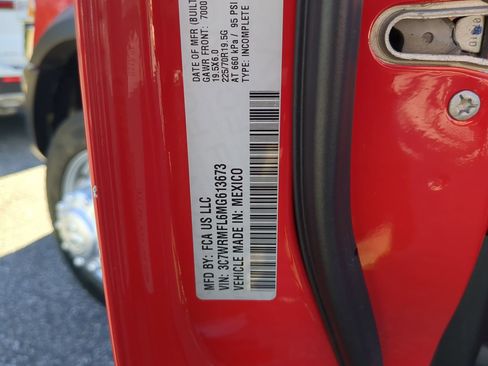 DATE OF MFR (BUILT
GAWR FRONT: 7000
19.5X6.0
225/70R19.5G
AT 660 kPa / 95 PSI
TYPE: INCOMPLETE
MFD BY: FCA US LLC
VIN: 3C7WRMFL6MG613673
VEHICLE MADE IN: MEXICO